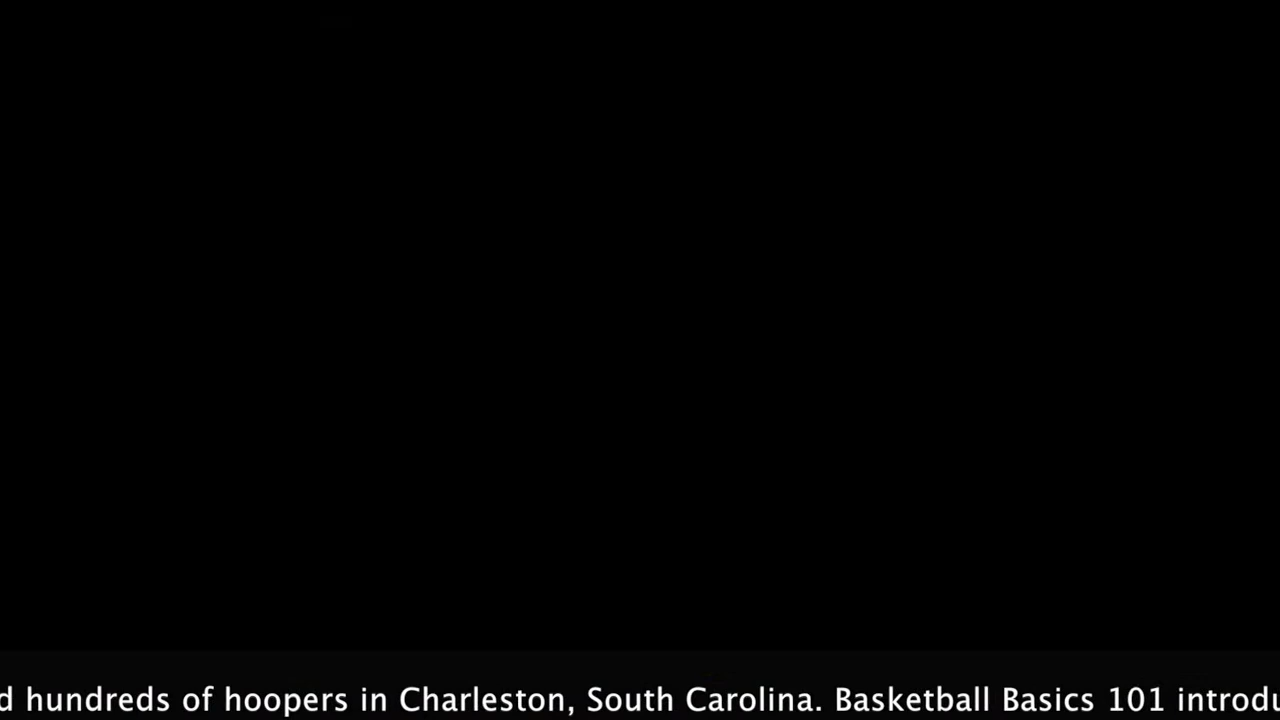 d hundreds of hoopers in Charleston, South Carolina. Basketball Basics 101 introdu